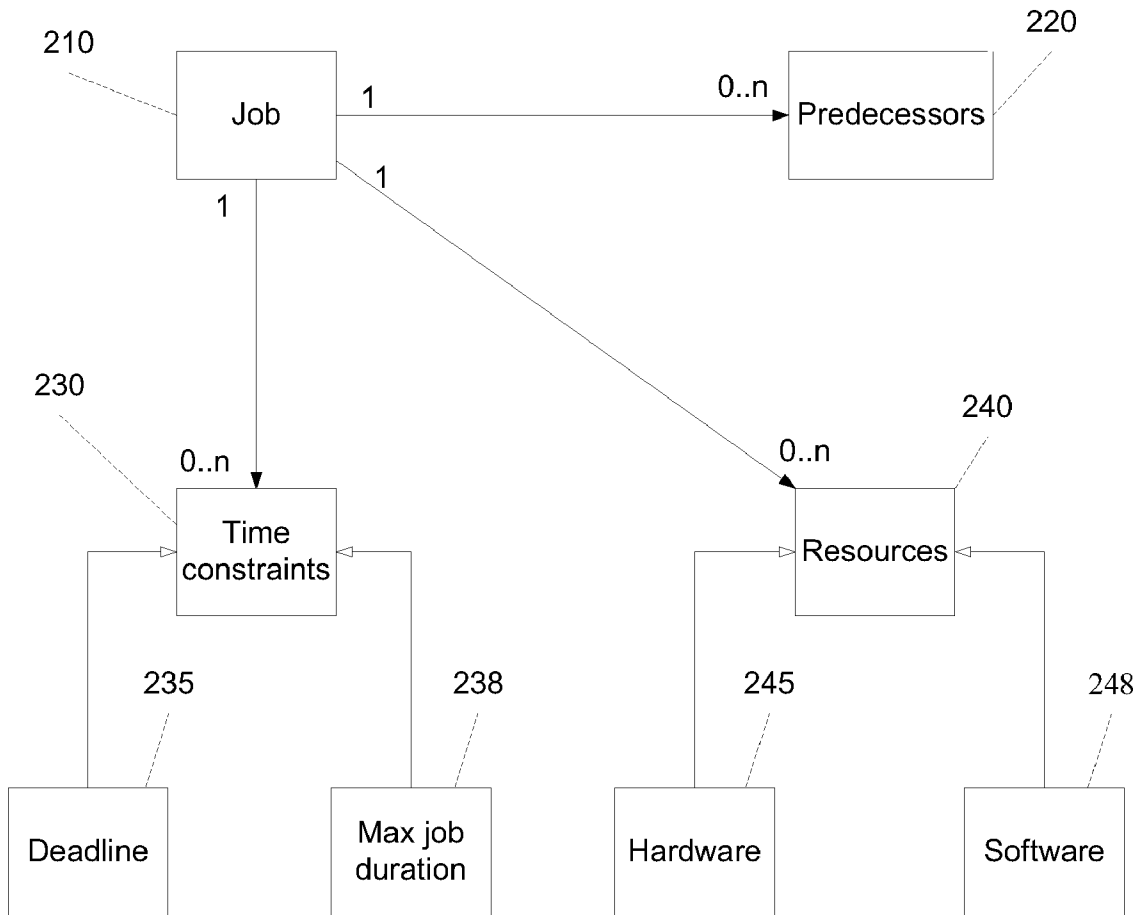 210
220
Job
1
0..n
Predecessors
1
1
230
240
0..n
0..n
Time
constraints
Resources
235
238
245
248
Deadline
Max job
duration
Hardware
Software